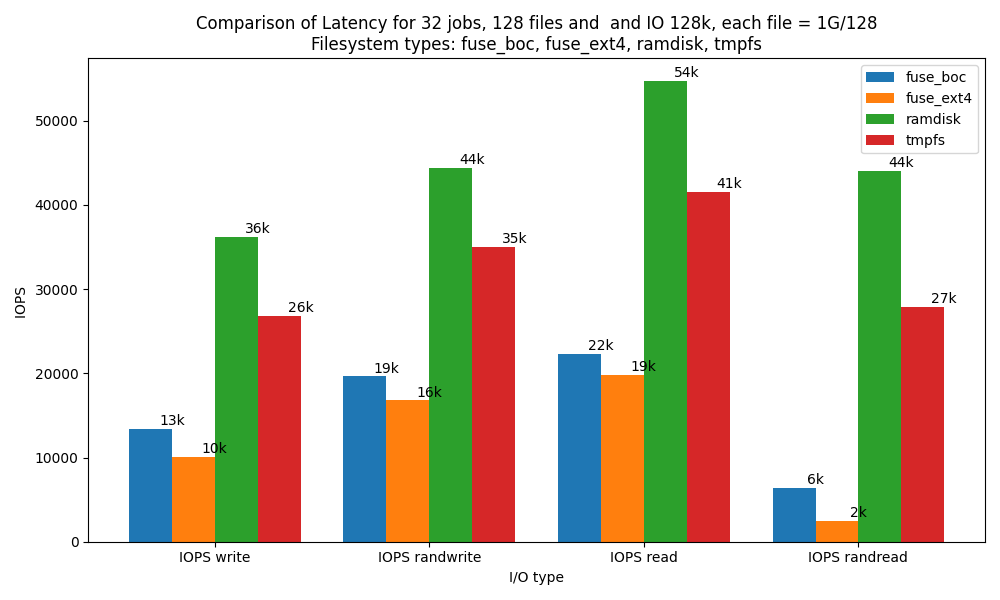 Comparison of Latency for 32 jobs, 128 files and  and IO 128k, each file = 1G/128
Filesystem types: fuse_boc, fuse_ext4, ramdisk, tmpfs
fuse_boc
fuse_ext4
ramdisk
tmpfs
IOPS
50000
40000
30000
20000
10000
0
13k
10k
36k
26k
19k
16k
44k
35k
22k
19k
54k
41k
6k
2k
44k
27k
IOPS write
IOPS randwrite
IOPS read
IOPS randread
I/O type